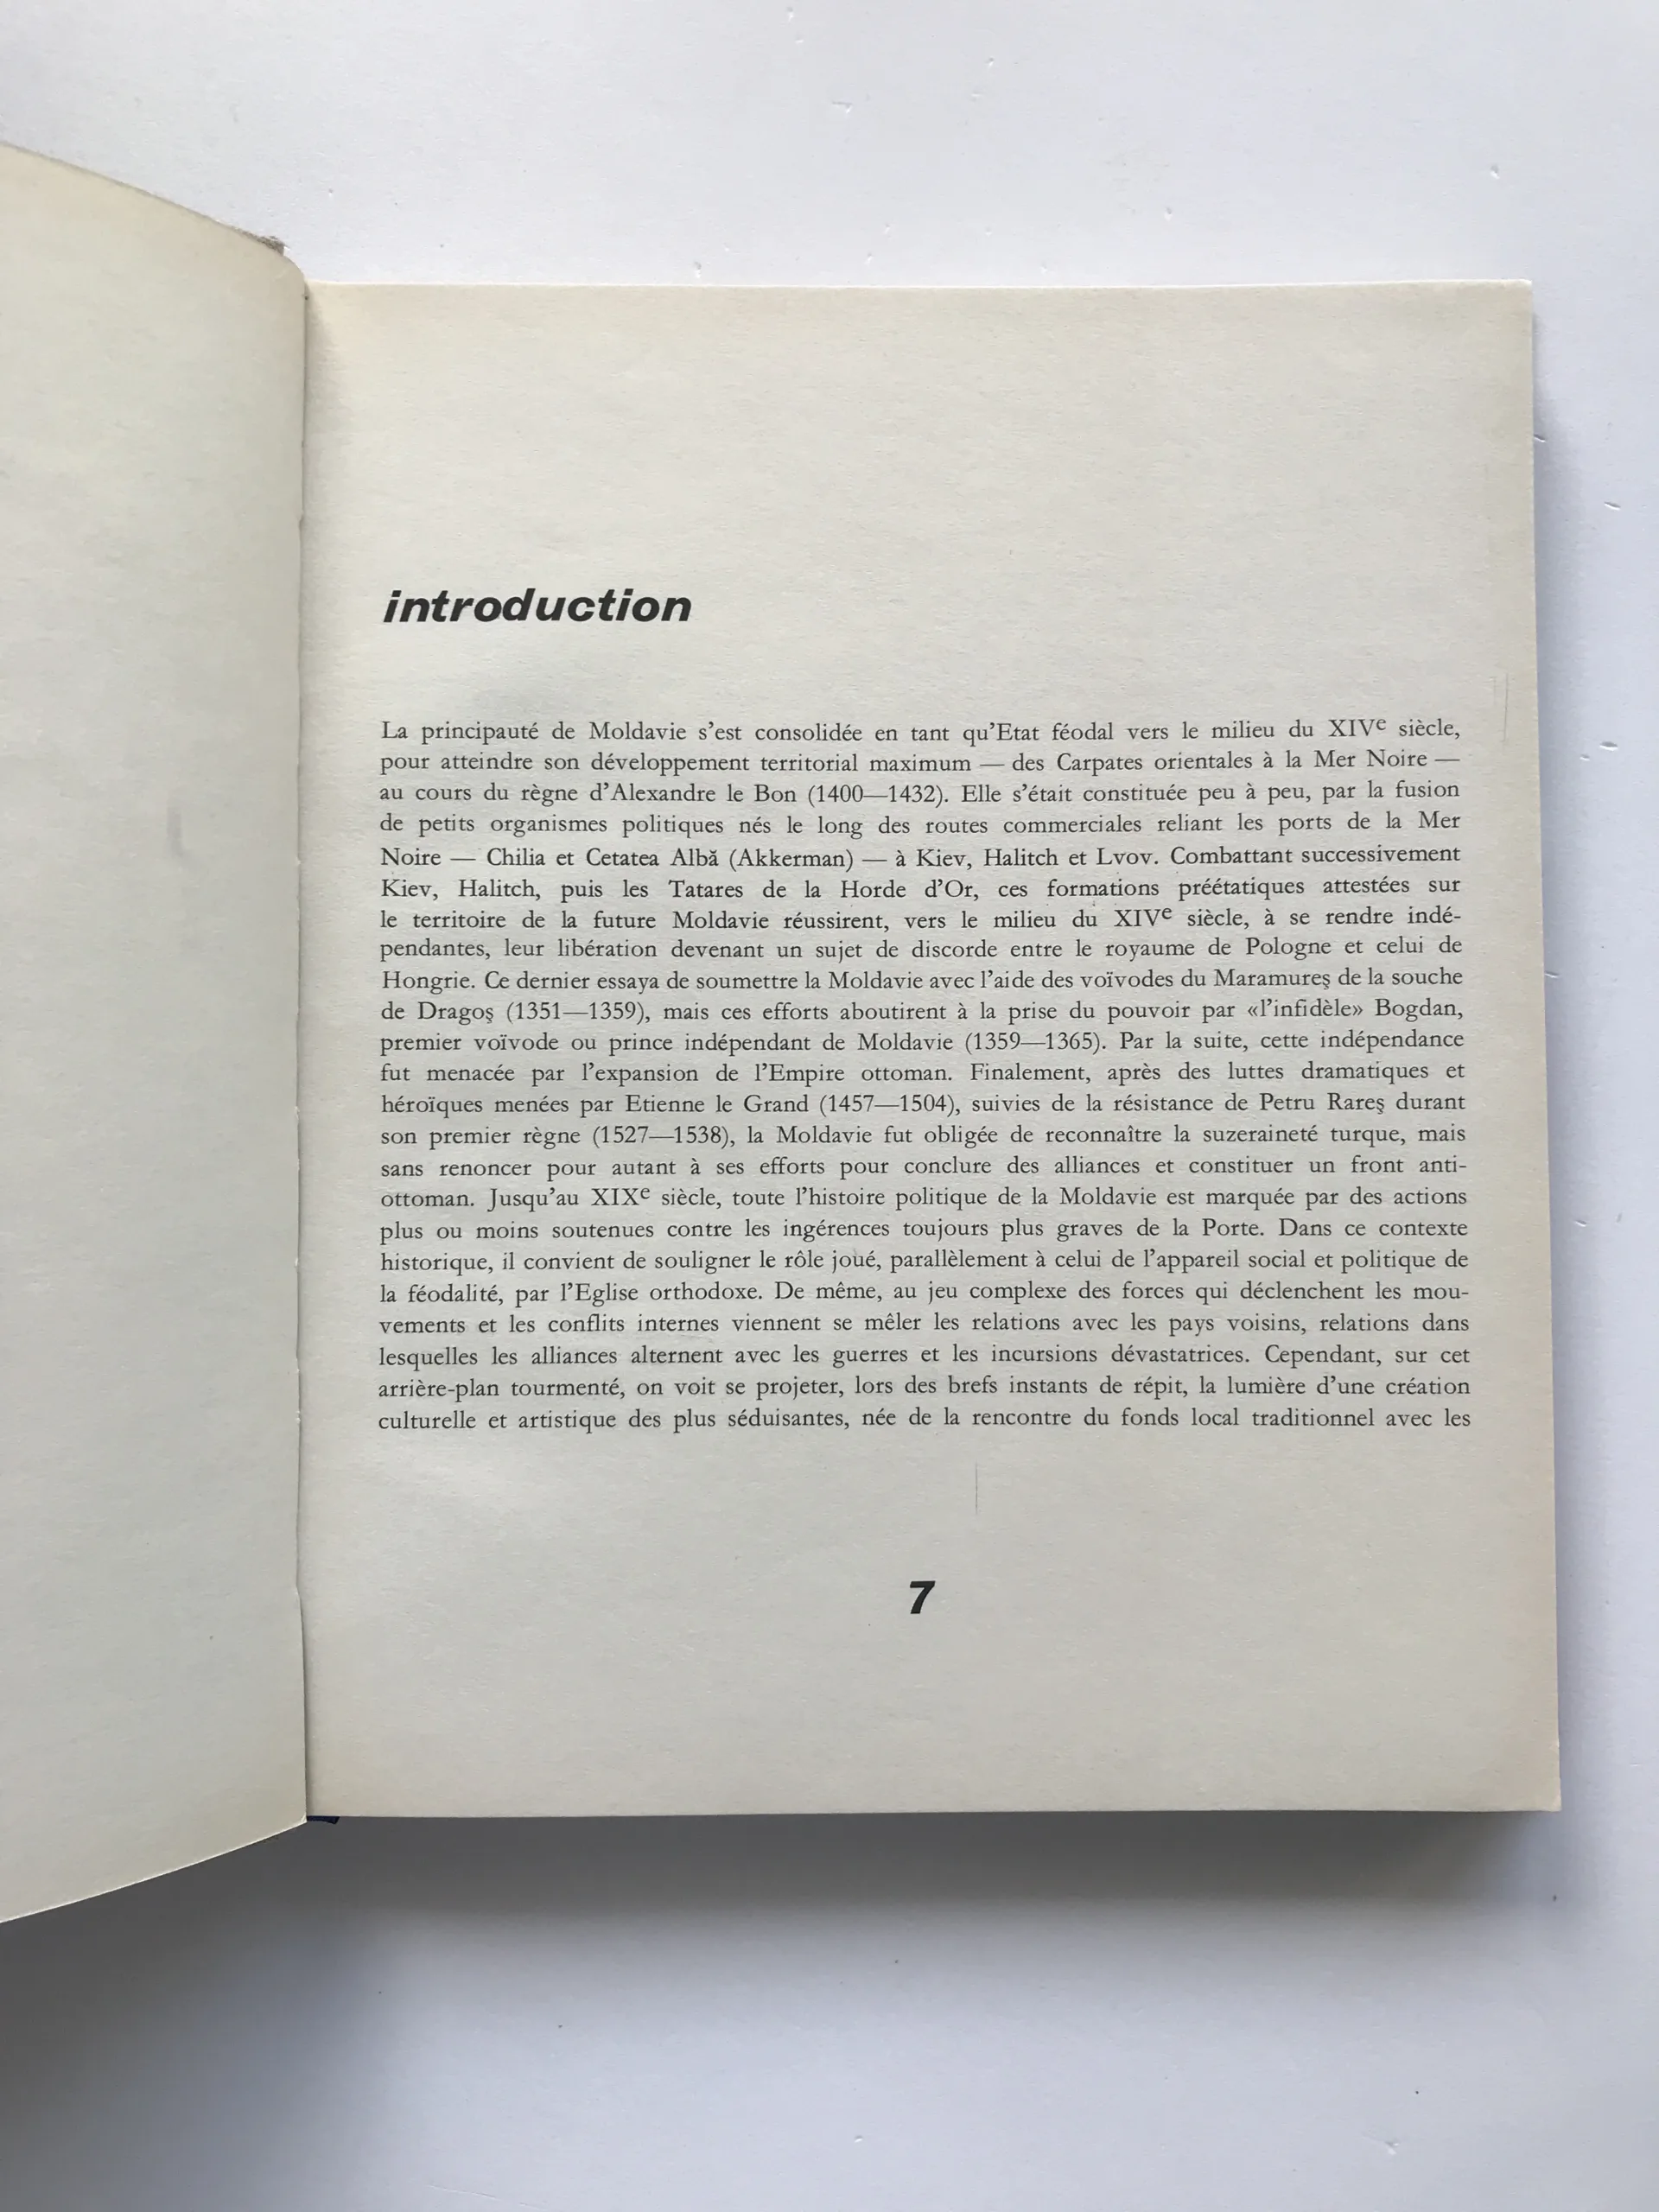 introduction
La principauté de Moldavie s'est consolidée en tant qu'Etat féodal vers le milieu du XIVe siècle,
pour atteindre son développement territorial maximum — des Carpates orientales à la Mer Noire —
au cours du règne d'Alexandre le Bon (1400—1432). Elle s'était constituée peu à peu, par la fusion
de petits organismes politiques nés le long des routes commerciales reliant les ports de la Mer
Noire — Chilia et Cetatea Albă (Akkerman) — à Kiev, Halitch et Lvov. Combattant successivement
Kiev, Halitch, puis les Tatares de la Horde d'Or, ces formations préétatiques attestées sur
le territoire de la future Moldavie réussirent, vers le milieu du XIVe siècle, à se rendre indé-
pendantes, leur libération devenant un sujet de discorde entre le royaume de Pologne et celui de
Hongrie. Ce dernier essaya de soumettre la Moldavie avec l'aide des voïvodes du Maramureş de la souche
de Dragoş (1351—1359), mais ces efforts aboutirent à la prise du pouvoir par «l'infidèle» Bogdan,
premier voïvode ou prince indépendant de Moldavie (1359—1365). Par la suite, cette indépendance
fut menacée par l'expansion de l'Empire ottoman. Finalement, après des luttes dramatiques et
héroïques menées par Etienne le Grand (1457—1504), suivies de la résistance de Petru Rareş durant
son premier règne (1527—1538), la Moldavie fut obligée de reconnaître la suzeraineté turque, mais
sans renoncer pour autant à ses efforts pour conclure des alliances et constituer un front anti-
ottoman. Jusqu'au XIXe siècle, toute l'histoire politique de la Moldavie est marquée par des actions
plus ou moins soutenues contre les ingérences toujours plus graves de la Porte. Dans ce contexte
historique, il convient de souligner le rôle joué, parallèlement à celui de l'appareil social et politique de
la féodalité, par l'Eglise orthodoxe. De même, au jeu complexe des forces qui déclenchent les mou-
vements et les conflits internes viennent se mêler les relations avec les pays voisins, relations dans
lesquelles les alliances alternent avec les guerres et les incursions dévastatrices. Cependant, sur cet
arrière-plan tourmenté, on voit se projeter, lors des brefs instants de répit, la lumière d'une création
culturelle et artistique des plus séduisantes, née de la rencontre du fonds local traditionnel avec les
7